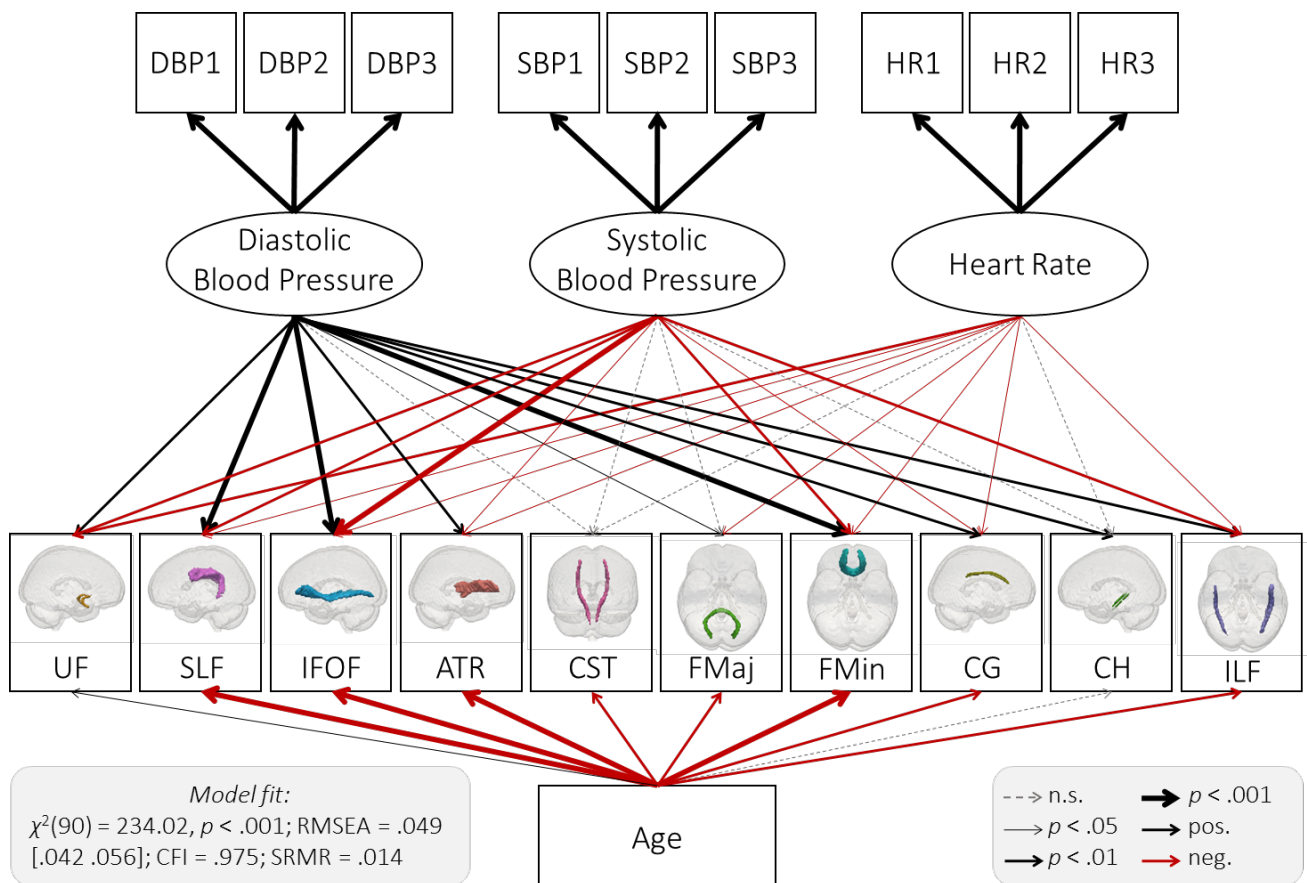 DBP1 DBP2 DBP3 SBP1 SBP2 SBP3 HR1 HR2 HR3
Diastolic
Blood Pressure
Systolic
Blood Pressure
Heart Rate
UF SLF IFOF ATR CST FMaj FMin CG CH ILF
Model fit:
χ²(90) = 234.02, p < .001; RMSEA = .049
[.042 .056]; CFI = .975; SRMR = .014
Age
n.s.
p < .05
p < .01
p < .001
pos.
neg.